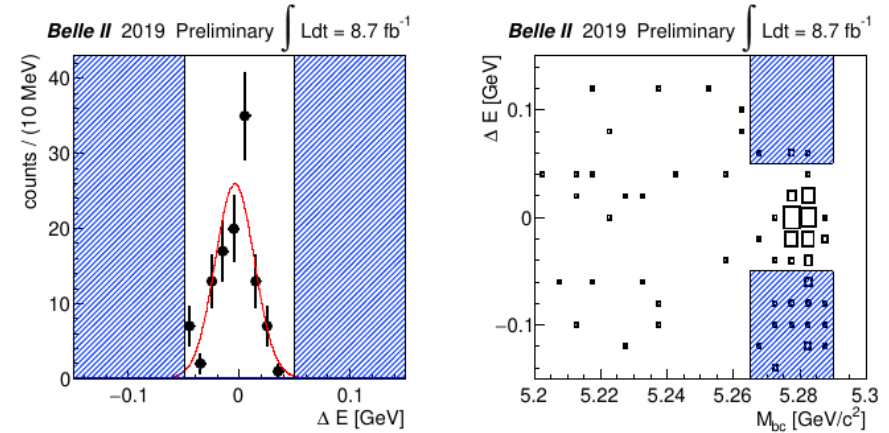 Belle II 2019 Preliminary ∫ Ldt = 8.7 fb⁻¹
counts / (10 MeV)
40
30
20
10
0
−0.1 0 0.1
Δ E [GeV]
Belle II 2019 Preliminary ∫ Ldt = 8.7 fb⁻¹
Δ E [GeV]
0.1
0
−0.1
5.2 5.22 5.24 5.26 5.28 5.3
M_bc [GeV/c²]